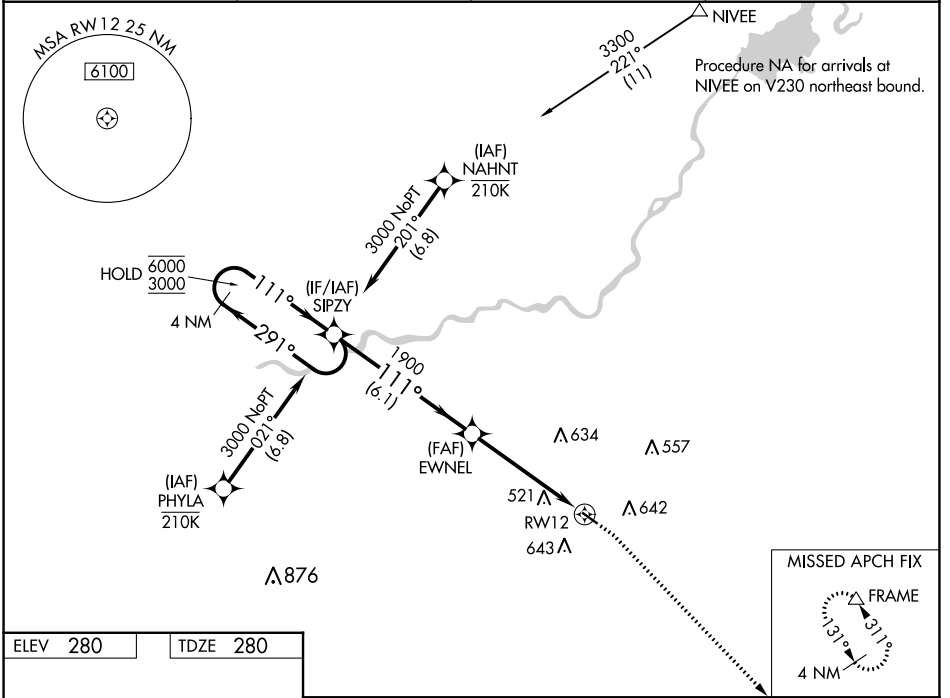 MSA RW12 25 NM
6100
NIVEE
3300
221°
(11)
Procedure NA for arrivals at
NIVEE on V230 northeast bound.
(IAF)
NAHNT
210K
3000 NoPT
201°
(6.8)
HOLD
6000
3000
111°
4 NM
291°
(IF/IAF)
SIPZY
1900
111°
(6.1)
3000 NoPT
021°
(6.8)
(IAF)
PHYLA
210K
(FAF)
EWNEL
634
557
521
RW12
642
643
876
MISSED APCH FIX
FRAME
131°
311°
4 NM
ELEV 280
TDZE 280